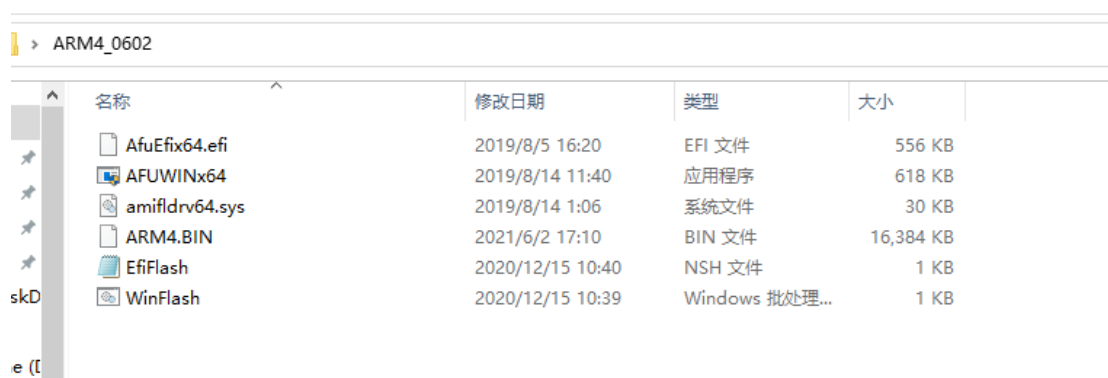 ARM4_0602
名称 修改日期 类型 大小
AfuEfix64.efi 2019/8/5 16:20 EFI 文件 556 KB
AFUWINx64 2019/8/14 11:40 应用程序 618 KB
amifldrv64.sys 2019/8/14 1:06 系统文件 30 KB
ARM4.BIN 2021/6/2 17:10 BIN 文件 16,384 KB
EfiFlash 2020/12/15 10:40 NSH 文件 1 KB
WinFlash 2020/12/15 10:39 Windows 批处理... 1 KB
skD
e (D